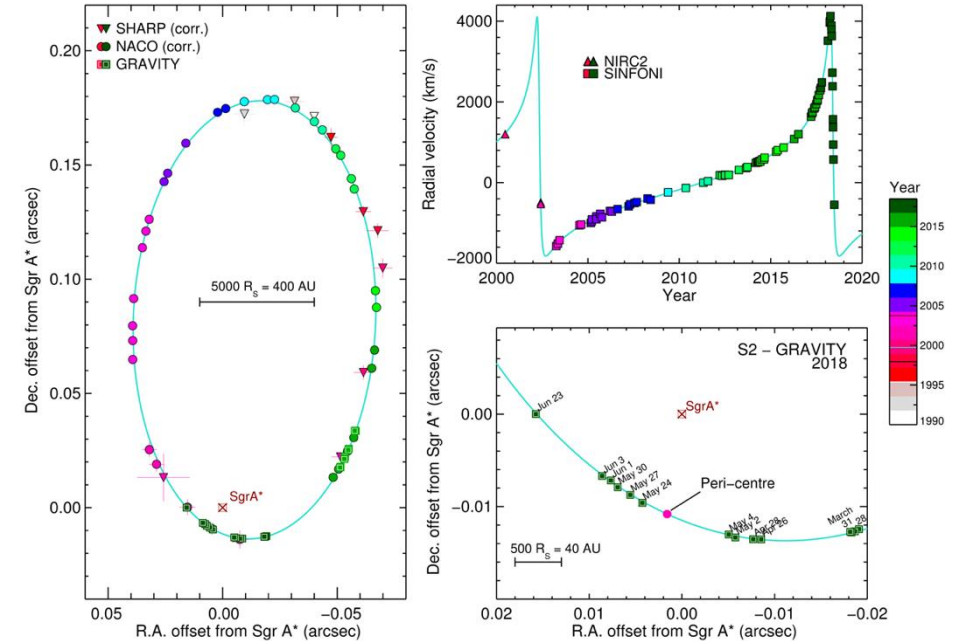 SHARP (corr.)
NACO (corr.)
GRAVITY
0.20
0.15
0.10
0.05
0.00
Dec. offset from Sgr A* (arcsec)
5000 R_S = 400 AU
SgrA*
0.05
0.00
−0.05
R.A. offset from Sgr A* (arcsec)
4000
2000
0
−2000
Radial velocity (km/s)
NIRC2
SINFONI
2000
2005
2010
2015
2020
Year
Year
2015
2010
2005
2000
1995
1990
S2 − GRAVITY
2018
0.00
−0.01
Dec. offset from Sgr A* (arcsec)
Jun 23
SgrA*
Jun 3
Jun 1
May 30
May 27
May 24
Peri−centre
May 4
May 2
Apr 28
Apr 26
March
31
28
500 R_S = 40 AU
0.02
0.01
0.00
−0.01
−0.02
R.A. offset from Sgr A* (arcsec)